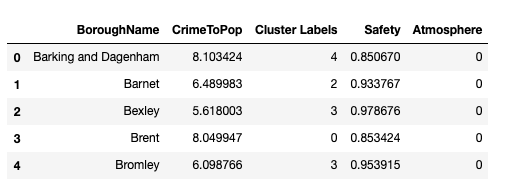 BoroughName CrimeToPop Cluster Labels Safety Atmosphere
0 Barking and Dagenham 8.103424 4 0.850670 0
1 Barnet 6.489983 2 0.933767 0
2 Bexley 5.618003 3 0.978676 0
3 Brent 8.049947 0 0.853424 0
4 Bromley 6.098766 3 0.953915 0